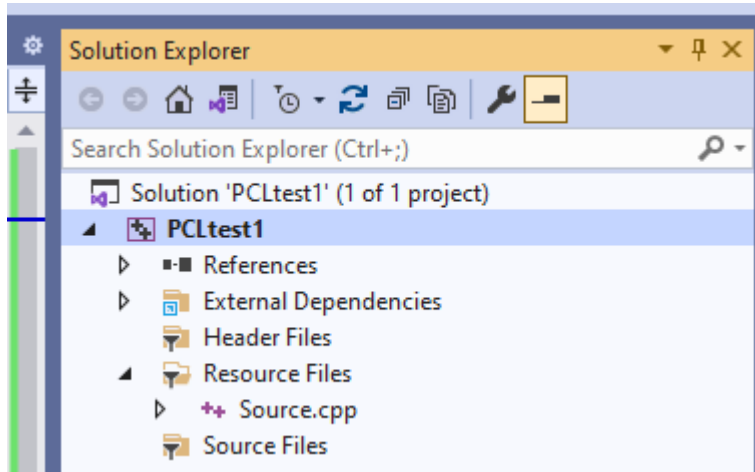 Solution Explorer
Search Solution Explorer (Ctrl+;)
Solution 'PCLtest1' (1 of 1 project)
PCLtest1
References
External Dependencies
Header Files
Resource Files
Source.cpp
Source Files